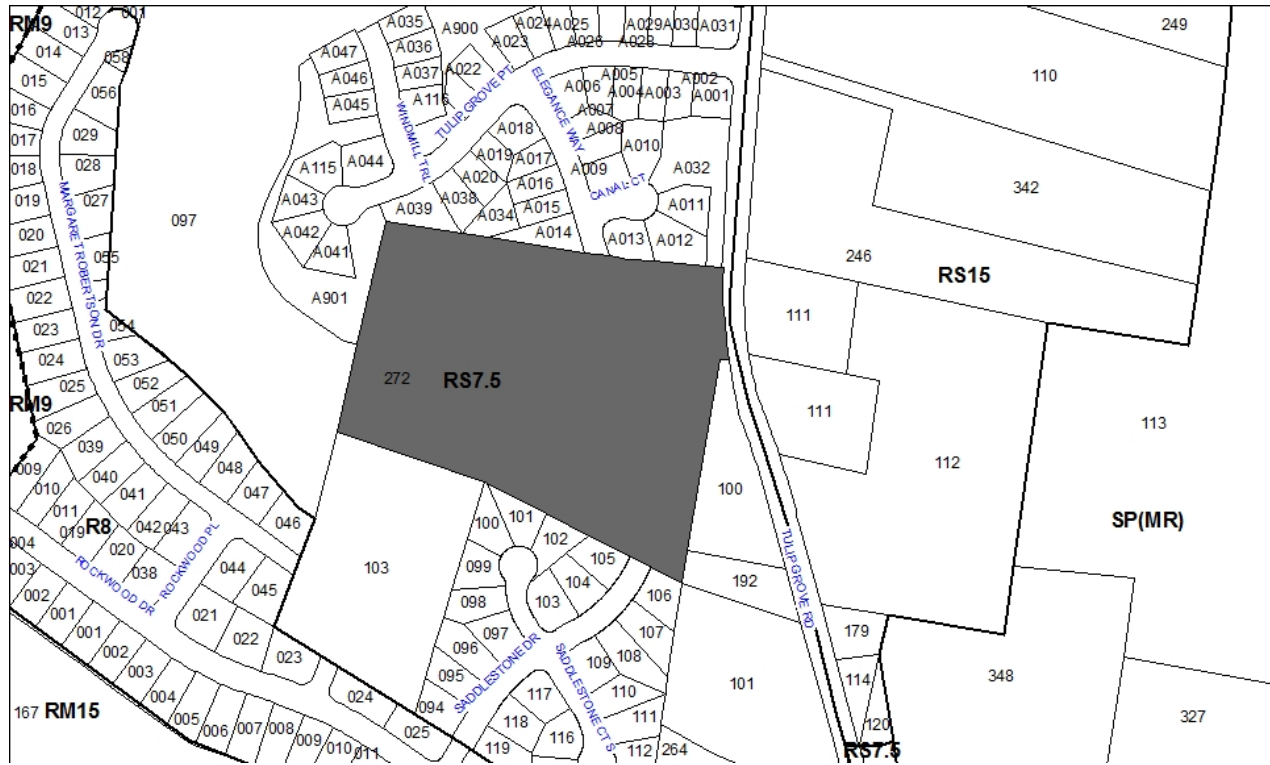 RM9
012
001
013
014
058
015
056
016
029
017
028
018
027
019
020
055
021
022
054
023
053
024
052
025
051
RM9
026
050
049
039
048
009
040
047
010
041
046
011
042
043
019
R8
020
038
004
003
044
045
002
021
001
022
001
023
002
003
024
004
025
005
006
007
008
009
010
011
167
RM15
MARGARET ROBERTSON DR
ROCKWOOD DR
ROCKWOOD PL
097
A035
A900
A024
A025
A029
A030
A031
A036
A023
A026
A028
A047
A037
A022
A046
A116
A045
A005
A002
A006
A004
A003
A001
A007
A008
A018
A010
A115
A044
A019
A017
A009
A032
A020
A016
A043
A038
A015
A011
A039
A034
A042
A014
A013
A012
A041
A901
WINDMILL TRL
TULIP GROVE PT
ELEGANCE WAY
CANAL CT
272
RS7.5
103
100
101
102
105
099
104
098
103
106
097
107
096
109
108
095
110
094
117
111
118
116
119
112
264
SADDLESTONE DR
SADDLESTONE CT S
249
110
342
246
RS15
111
111
113
112
100
SP(MR)
192
179
101
114
348
120
327
RS7.5
TULIP GROVE RD